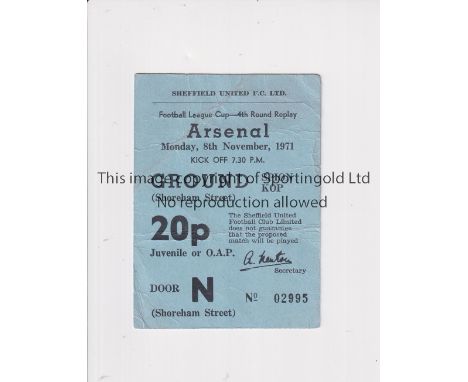 SHEFFIELD UNITED F.C. LTD.
Football League Cup—4th Round Replay
Arsenal
Monday, 8th November, 1971
KICK OFF 7.30 P.M.
GROUND
KOP
This image copyright of Sportingold Ltd
No reproduction allowed
(Shoreham Street)
20p
The Sheffield United
Football Club Limited
does not guarantee
that the proposed
match will be played
Juvenile or O.A.P.
Secretary
DOOR N
Nº 02995
(Shoreham Street)